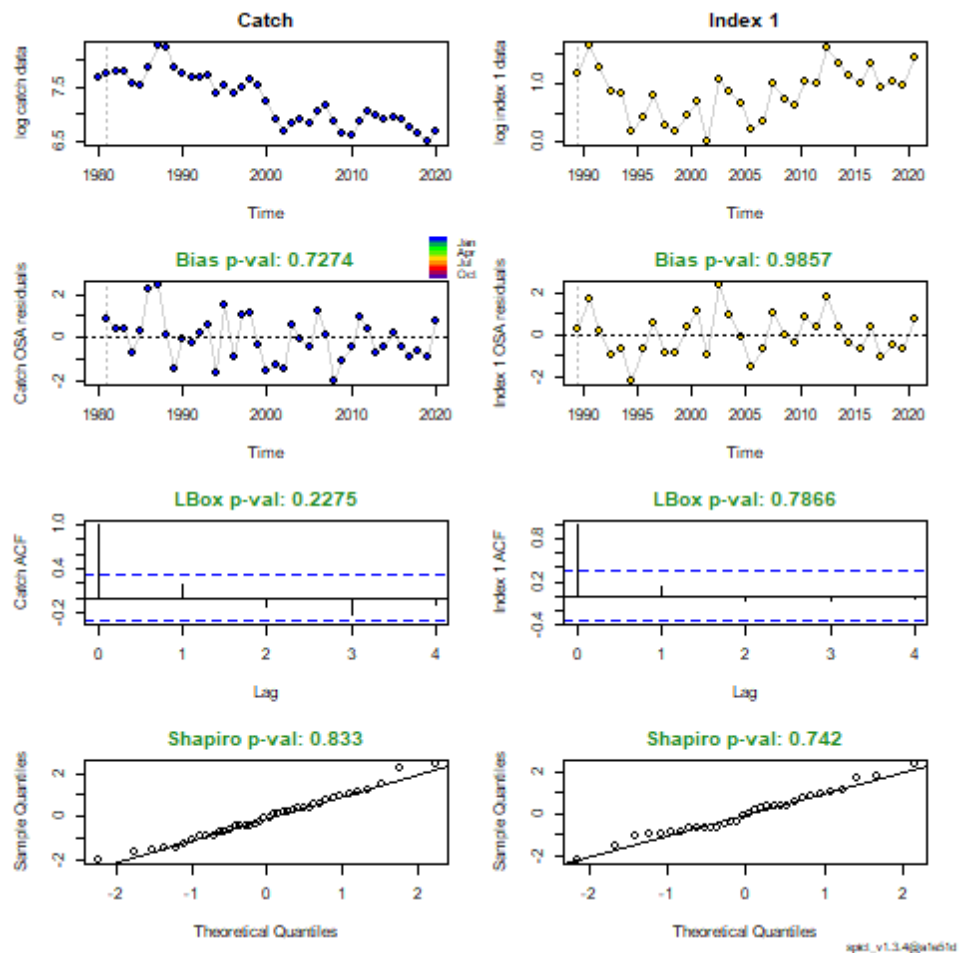 Catch
Index 1
log catch data
7.5
6.5
1980 1990 2000 2010 2020
Time
log index 1 data
1.0
0.0
1990 1995 2000 2005 2010 2015 2020
Time
Bias p-val: 0.7274
Jan
Apr
Jul
Oct
Bias p-val: 0.9857
Catch OSA residuals
2
0
-2
1980 1990 2000 2010 2020
Time
Index 1 OSA residuals
2
0
-2
1990 1995 2000 2005 2010 2015 2020
Time
LBox p-val: 0.2275
LBox p-val: 0.7866
Catch ACF
1.0
0.4
-0.2
0 1 2 3 4
Lag
Index 1 ACF
0.8
0.2
-0.4
0 1 2 3 4
Lag
Shapiro p-val: 0.833
Shapiro p-val: 0.742
Sample Quantiles
2
0
-2
-2 -1 0 1 2
Theoretical Quantiles
Sample Quantiles
2
0
-2
-2 -1 0 1 2
Theoretical Quantiles